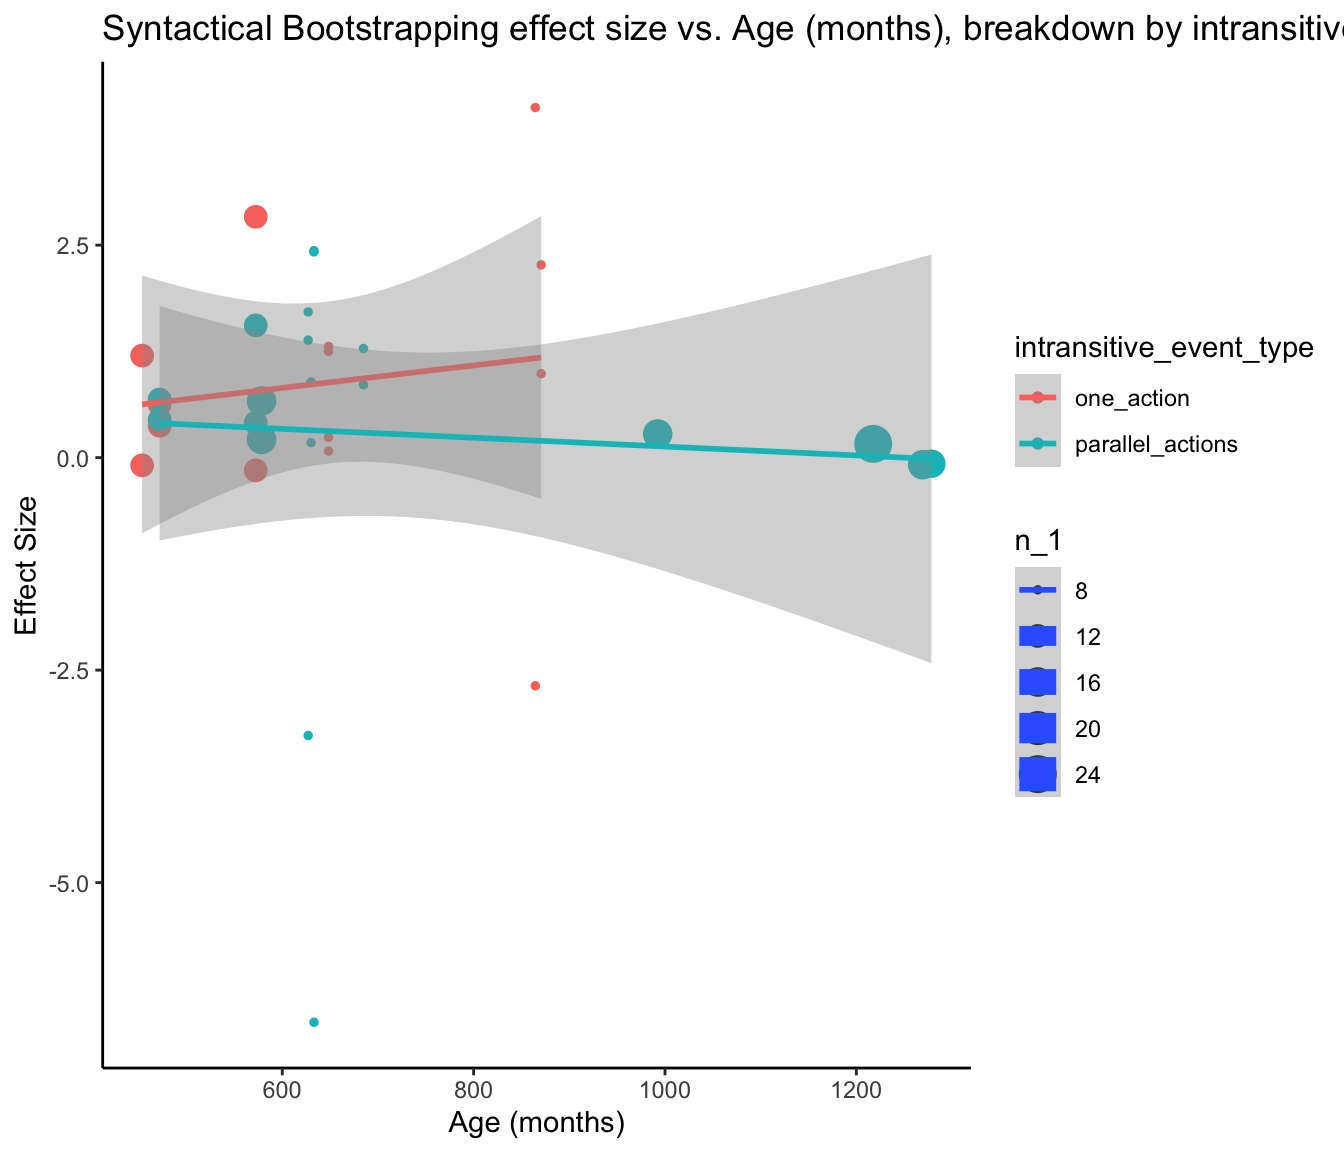 Syntactical Bootstrapping effect size vs. Age (months), breakdown by
2.5
0.0
-2.5
-5.0
Effect Size
600
800
1000
1200
Age (months)
intransitive_event_type
one_action
parallel_actions
n_1
8
12
16
20
24